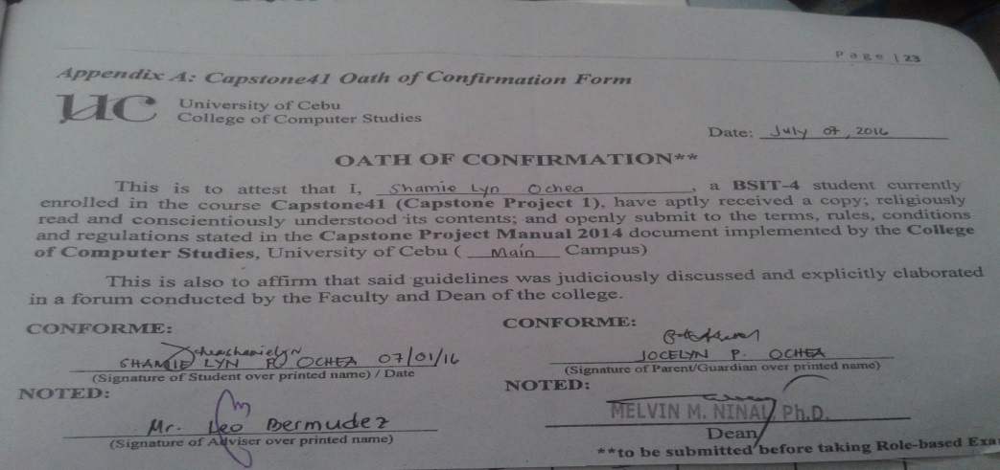 Page | 23
Appendix A: Capstone41 Oath of Confirmation Form
UC University of Cebu
College of Computer Studies
Date: July 07, 2016
OATH OF CONFIRMATION**
This is to attest that I, Shamie Lyn Ochea, a BSIT-4 student currently
enrolled in the course Capstone41 (Capstone Project 1), have aptly received a copy; religiously
read and conscientiously understood its contents; and openly submit to the terms, rules, conditions
and regulations stated in the Capstone Project Manual 2014 document implemented by the College
of Computer Studies, University of Cebu ( Main Campus)
This is also to affirm that said guidelines was judiciously discussed and explicitly elaborated
in a forum conducted by the Faculty and Dean of the college.
CONFORME:
SHAMIE LYN P. OCHEA 07/01/16
(Signature of Student over printed name) / Date
CONFORME:
JOCELYN P. OCHEA
(Signature of Parent/Guardian over printed name)
NOTED:
Mr. Leo Bermudez
(Signature of Adviser over printed name)
NOTED:
MELVIN M. NINAL, Ph.D.
Dean
**to be submitted before taking Role-based Exa